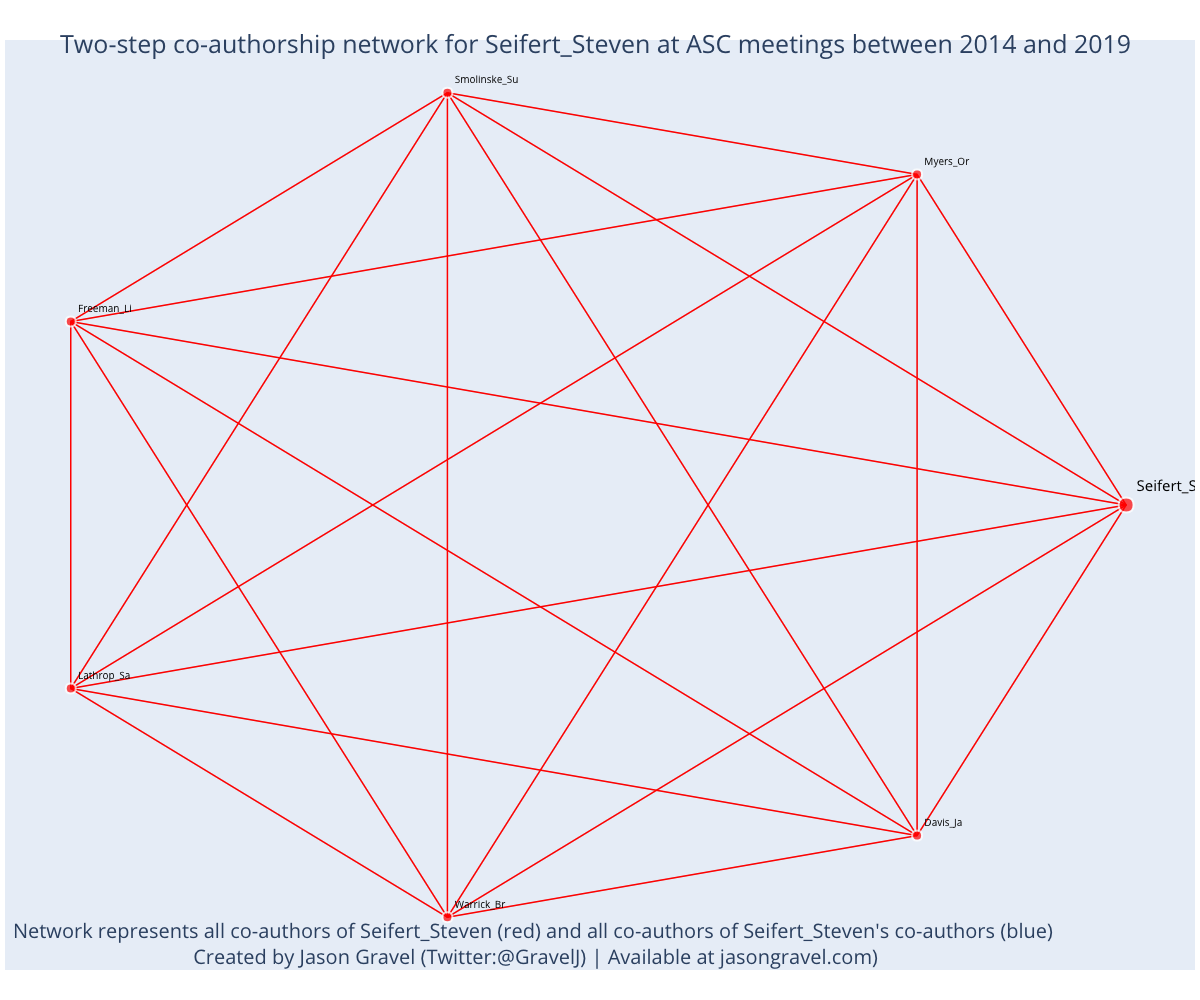 Two-step co-authorship network for Seifert_Steven at ASC meetings between 2014 and 2019
Smolinske_Su
Myers_Or
Freeman_Li
Seifert_S
Lathrop_Sa
Davis_Ja
Warrick_Br
Network represents all co-authors of Seifert_Steven (red) and all co-authors of Seifert_Steven's co-authors (blue)
Created by Jason Gravel (Twitter:@GravelJ) | Available at jasongravel.com)